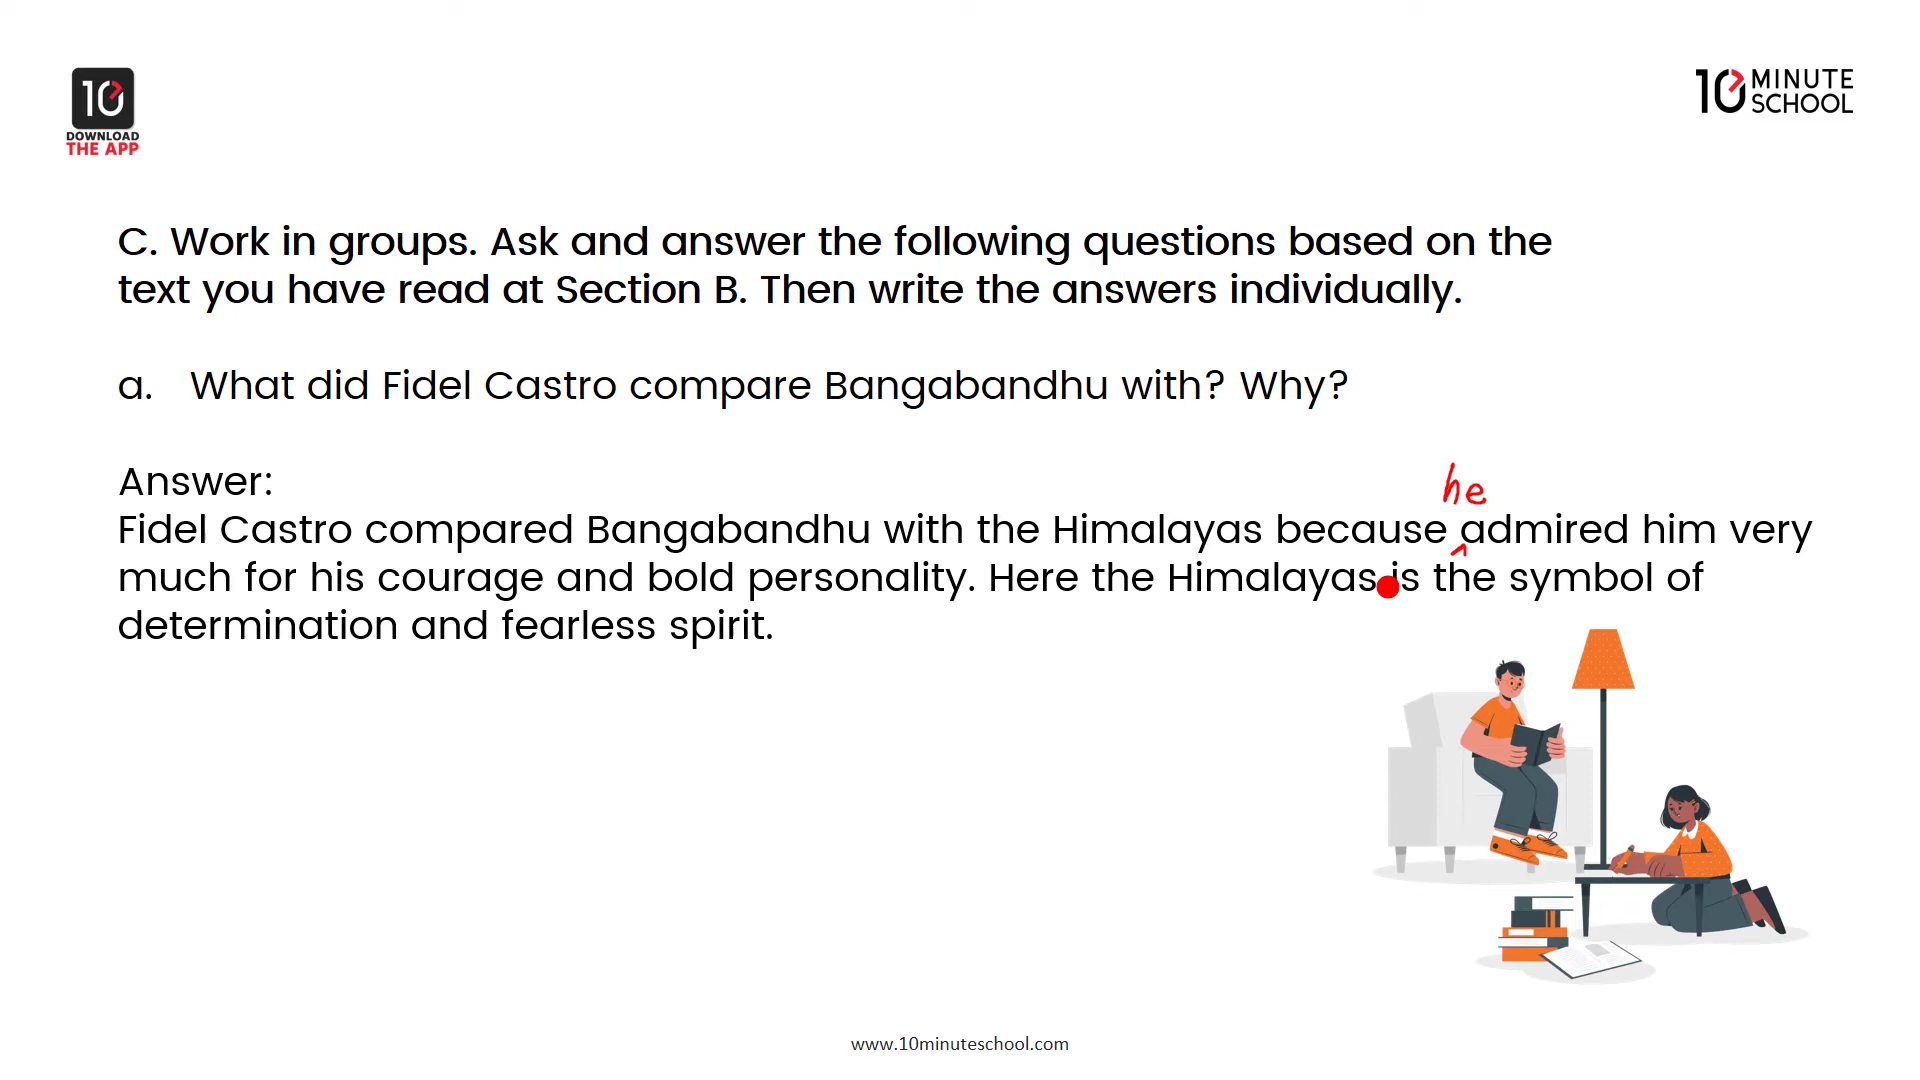 10
DOWNLOAD
THE APP
10 MINUTE
SCHOOL
C. Work in groups. Ask and answer the following questions based on the
text you have read at Section B. Then write the answers individually.
a. What did Fidel Castro compare Bangabandhu with? Why?
Answer:
he
Fidel Castro compared Bangabandhu with the Himalayas because ^ admired him very
much for his courage and bold personality. Here the Himalayas is the symbol of
determination and fearless spirit.
www.10minuteschool.com